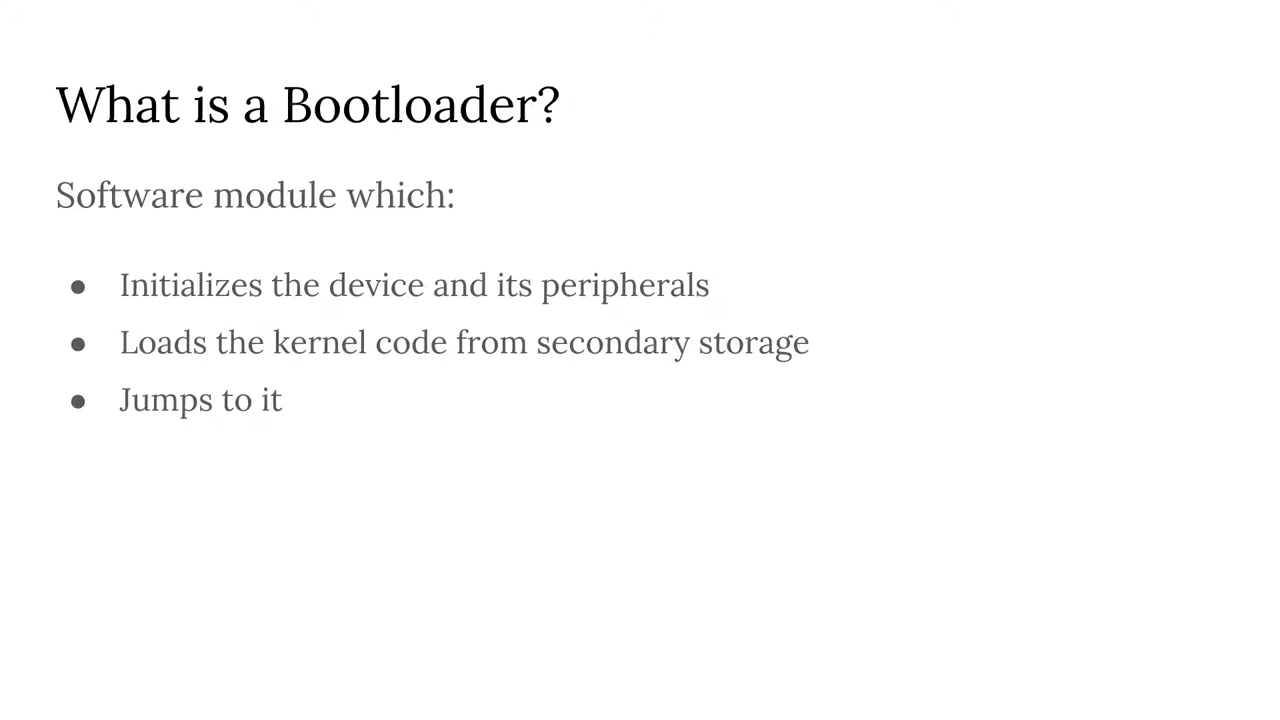 What is a Bootloader?
Software module which:
● Initializes the device and its peripherals
● Loads the kernel code from secondary storage
● Jumps to it